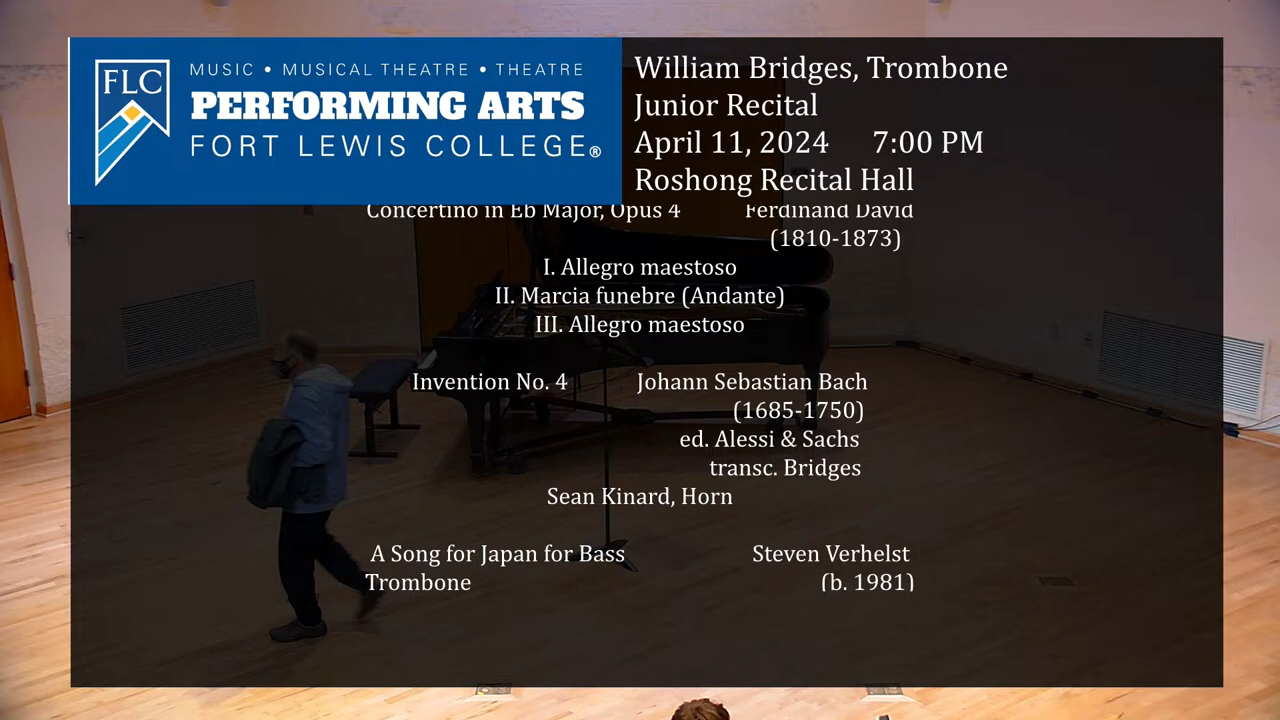 FLC
MUSIC • MUSICAL THEATRE • THEATRE
PERFORMING ARTS
FORT LEWIS COLLEGE®
William Bridges, Trombone
Junior Recital
April 11, 2024 7:00 PM
Roshong Recital Hall
Concertino in Eb Major, Opus 4 Ferdinand David
(1810-1873)
I. Allegro maestoso
II. Marcia funebre (Andante)
III. Allegro maestoso
Invention No. 4 Johann Sebastian Bach
(1685-1750)
ed. Alessi & Sachs
transc. Bridges
Sean Kinard, Horn
A Song for Japan for Bass Steven Verhelst
Trombone (b. 1981)